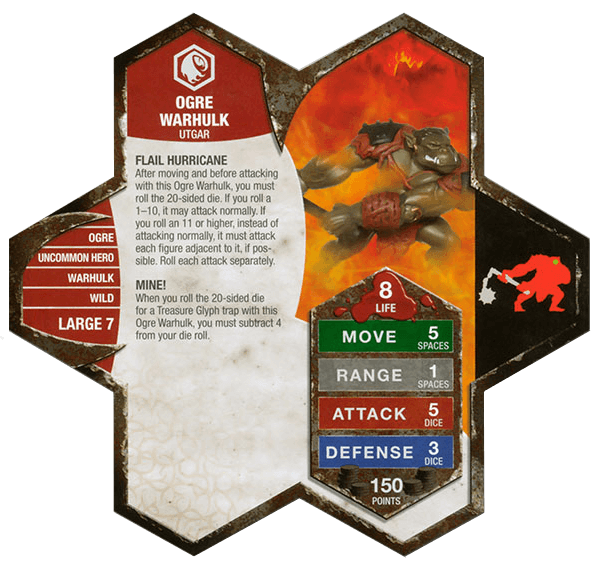 OGRE
WARHULK
UTGAR
FLAIL HURRICANE
After moving and before attacking
with this Ogre Warhulk, you must
roll the 20-sided die. If you roll a
1–10, it may attack normally. If
you roll an 11 or higher, instead of
attacking normally, it must attack
each figure adjacent to it, if pos-
sible. Roll each attack separately.
MINE!
When you roll the 20-sided die
for a Treasure Glyph trap with this
Ogre Warhulk, you must subtract 4
from your die roll.
OGRE
UNCOMMON HERO
WARHULK
WILD
LARGE 7
8
LIFE
MOVE 5
SPACES
RANGE 1
SPACES
ATTACK 5
DICE
DEFENSE 3
DICE
150
POINTS